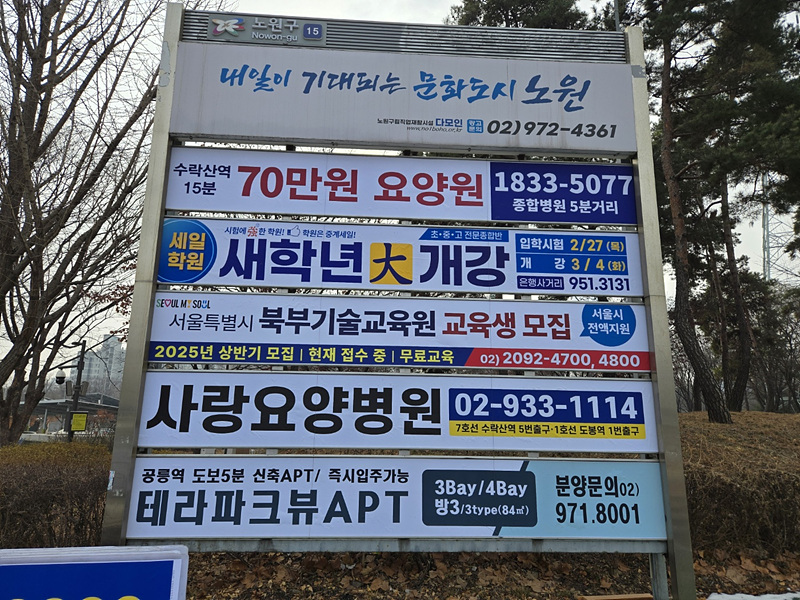 노원구 15
Nowon-gu
내일이 기대되는 문화도시 노원
노원구립직업재활시설 다모인 광고 문의 02)972-4361
수락산역
15분
70만원 요양원
1833-5077
종합병원 5분거리
세일
학원
시험에 강한 학원! 학원은 중계세일!
초·중·고 전문종합반
새학년 大 개강
입학시험 2/27 (목)
개 강 3/4 (화)
은행사거리 951.3131
SEOUL MY SOUL
서울특별시 북부기술교육원 교육생 모집
서울시
전액지원
2025년 상반기 모집 | 현재 접수 중 | 무료교육
02) 2092-4700, 4800
사랑요양병원
02-933-1114
7호선 수락산역 5번출구·1호선 도봉역 1번출구
공릉역 도보5분 신축APT/ 즉시입주가능
테라파크뷰APT
3Bay/4Bay
방3/3type(84㎡)
분양문의02)
971.8001